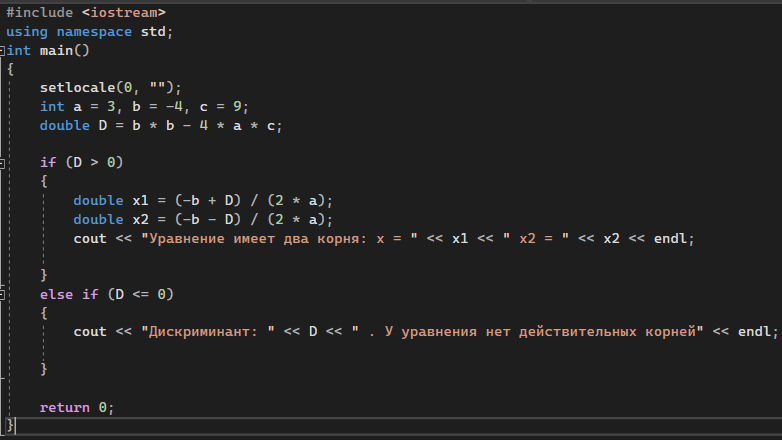 #include <iostream>
using namespace std;
int main()
{
setlocale(0, "");
int a = 3, b = -4, c = 9;
double D = b * b - 4 * a * c;
if (D > 0)
{
double x1 = (-b + D) / (2 * a);
double x2 = (-b - D) / (2 * a);
cout << "Уравнение имеет два корня: x = " << x1 << " x2 = " << x2 << endl;
}
else if (D <= 0)
{
cout << "Дискриминант: " << D << " . У уравнения нет действительных корней" << endl;
}
return 0;
}